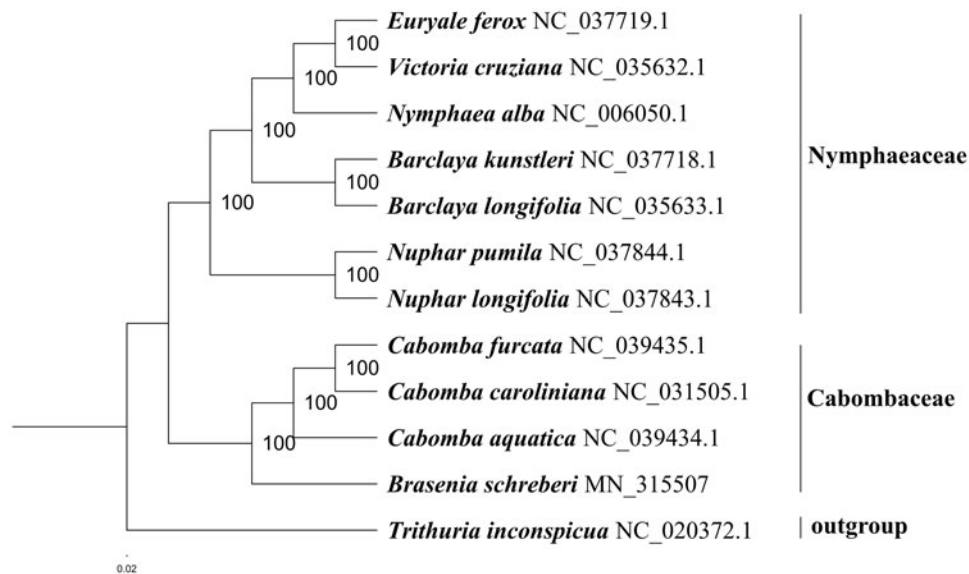 Euryale ferox NC_037719.1
100
Victoria cruziana NC_035632.1
100
Nymphaea alba NC_006050.1
100
Barclaya kunstleri NC_037718.1
Nymphaeaceae
100
100
Barclaya longifolia NC_035633.1
Nuphar pumila NC_037844.1
100
Nuphar longifolia NC_037843.1
Cabomba furcata NC_039435.1
100
Cabomba caroliniana NC_031505.1
Cabombaceae
100
Cabomba aquatica NC_039434.1
100
Brasenia schreberi MN_315507
Trithuria inconspicua NC_020372.1
outgroup
0.02